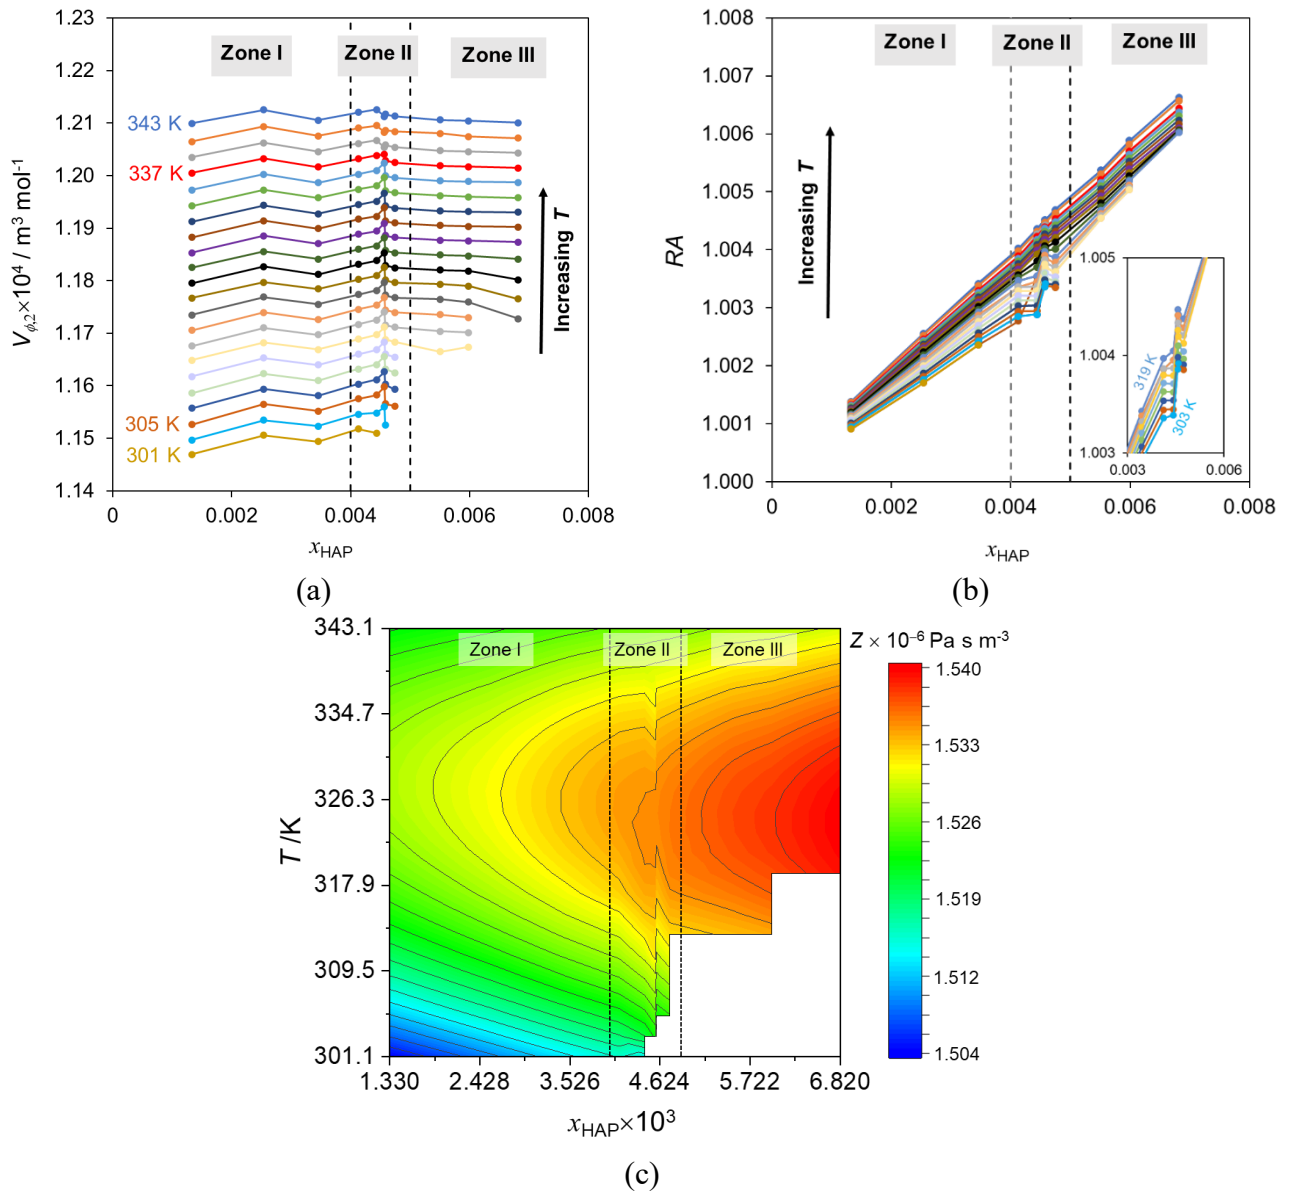 1.23
1.22
1.21
1.20
1.19
1.18
1.17
1.16
1.15
1.14
V𝜙,2×10⁴ / m³ mol⁻¹
Zone I
Zone II
Zone III
343 K
337 K
305 K
301 K
Increasing T
0
0.002
0.004
0.006
0.008
xHAP
(a)
1.008
1.007
1.006
1.005
1.004
1.003
1.002
1.001
1.000
RA
Zone I
Zone II
Zone III
Increasing T
1.005
1.004
1.003
319 K
303 K
0.003
0.006
0
0.002
0.004
0.006
0.008
xHAP
(b)
343.1
334.7
326.3
317.9
309.5
301.1
T /K
Zone I
Zone II
Zone III
1.330
2.428
3.526
4.624
5.722
6.820
xHAP×10³
Z × 10⁻⁶ Pa s m⁻³
1.540
1.533
1.526
1.519
1.512
1.504
(c)